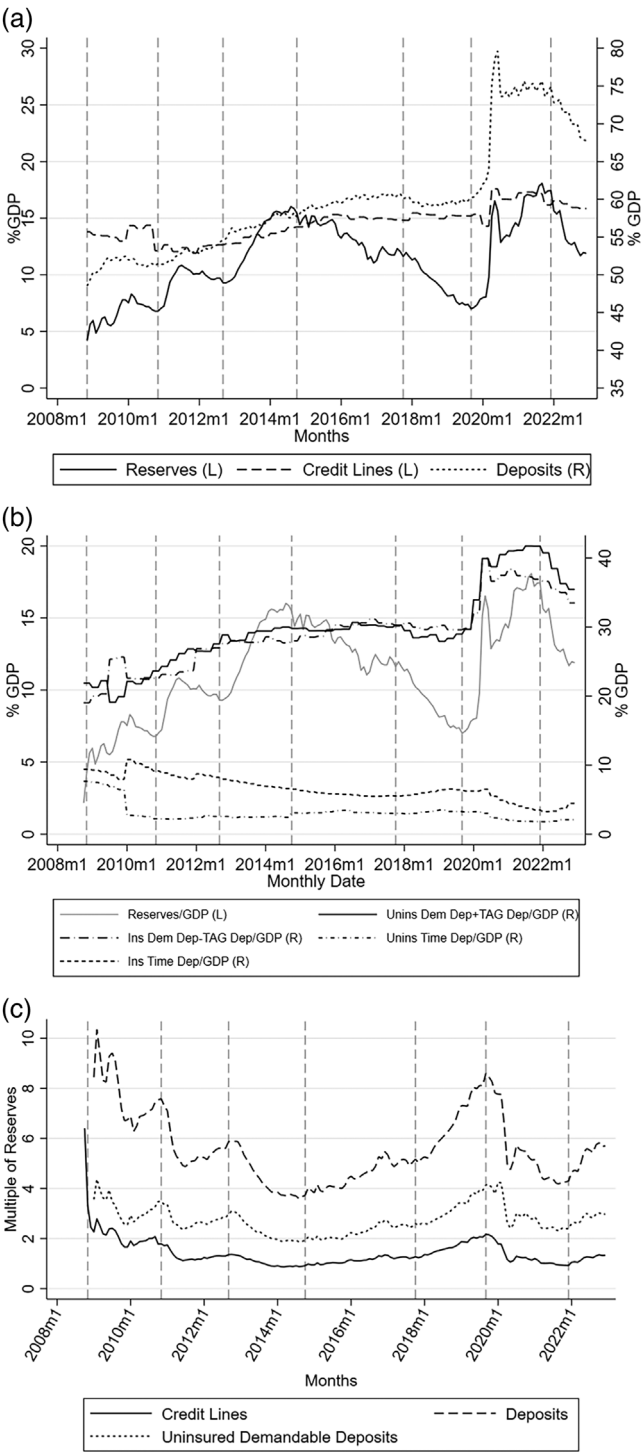 (a)
30
25
20
15
10
5
0
%GDP
80
75
70
65
60
55
50
45
40
35
% GDP
2008m1 2010m1 2012m1 2014m1 2016m1 2018m1 2020m1 2022m1
Months
Reserves (L) Credit Lines (L) Deposits (R)
(b)
20
15
10
5
0
% GDP
40
30
20
10
0
% GDP
2008m1 2010m1 2012m1 2014m1 2016m1 2018m1 2020m1 2022m1
Monthly Date
Reserves/GDP (L) Unins Dem Dep+TAG Dep/GDP (R)
Ins Dem Dep-TAG Dep/GDP (R) Unins Time Dep/GDP (R)
Ins Time Dep/GDP (R)
(c)
10
8
6
4
2
0
Multiple of Reserves
2008m1 2010m1 2012m1 2014m1 2016m1 2018m1 2020m1 2022m1
Months
Credit Lines Deposits
Uninsured Demandable Deposits